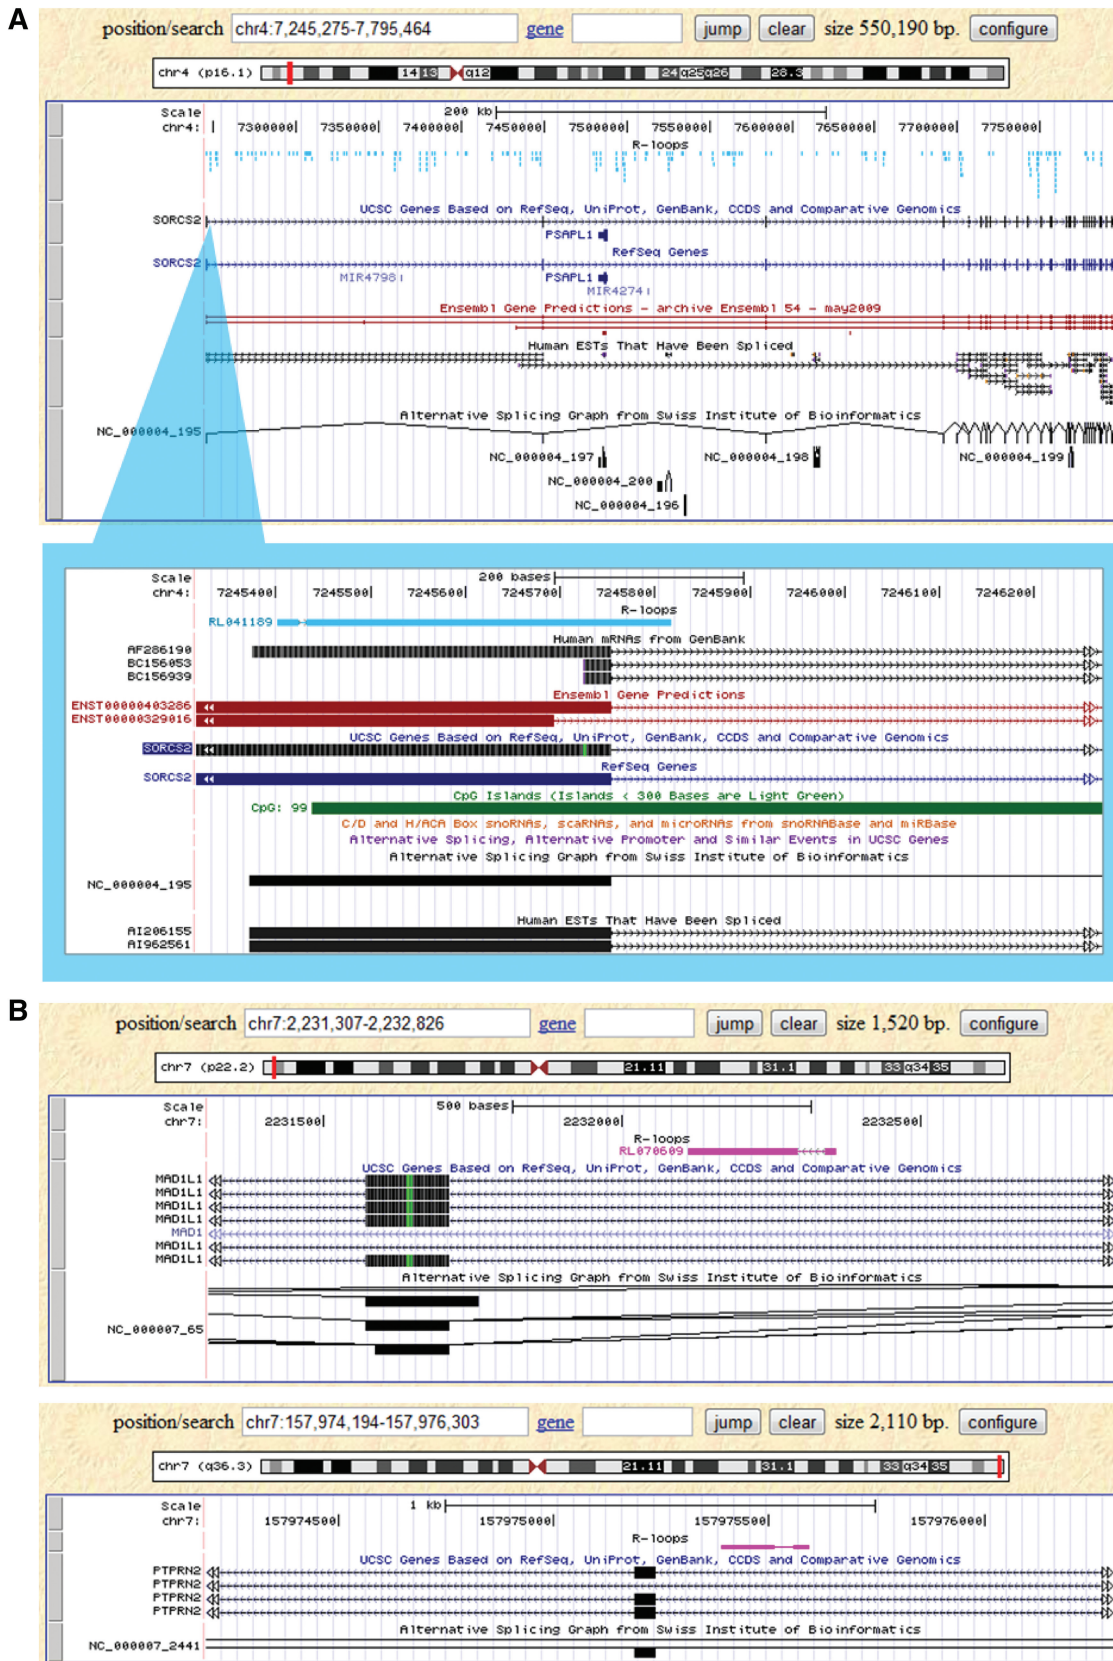 A
position/search chr4:7,245,275-7,795,464 gene jump clear size 550,190 bp. configure
chr4 (p16.1) 14 13 q12 24 q25 q26 28.3
Scale 200 kb
chr4: 7300000 7350000 7400000 7450000 7500000 7550000 7600000 7650000 7700000 7750000
R-loops
UCSC Genes Based on RefSeq, UniProt, GenBank, CCDS and Comparative Genomics
SORCS2
PSAPL1
RefSeq Genes
SORCS2
MIR4798 PSAPL1
MIR4274
Ensembl Gene Predictions - archive Ensembl 54 - may2009
Human ESTs That Have Been Spliced
Alternative Splicing Graph from Swiss Institute of Bioinformatics
NC_000004_195
NC_000004_197 NC_000004_198 NC_000004_199
NC_000004_200
NC_000004_196
Scale 200 bases
chr4: 7245400 7245500 7245600 7245700 7245800 7245900 7246000 7246100 7246200
R-loops
RL041189
Human mRNAs from GenBank
AF286190
BC156053
BC156939
Ensembl Gene Predictions
ENST00000403286
ENST00000329016
UCSC Genes Based on RefSeq, UniProt, GenBank, CCDS and Comparative Genomics
SORCS2
RefSeq Genes
SORCS2
CpG Islands (Islands < 300 Bases are Light Green)
CpG: 99
C/D and H/ACA Box snoRNAs, scaRNAs, and microRNAs from snoRNABase and miRBase
Alternative Splicing, Alternative Promoter and Similar Events in UCSC Genes
Alternative Splicing Graph from Swiss Institute of Bioinformatics
NC_000004_195
Human ESTs That Have Been Spliced
AI206155
AI962561
B
position/search chr7:2,231,307-2,232,826 gene jump clear size 1,520 bp. configure
chr7 (p22.2) 21.11 31.1 33 q34 35
Scale 500 bases
chr7: 2231500 2232000 2232500
R-loops
RL070609
UCSC Genes Based on RefSeq, UniProt, GenBank, CCDS and Comparative Genomics
MAD1L1
MAD1L1
MAD1L1
MAD1L1
MAD1
MAD1L1
MAD1L1
Alternative Splicing Graph from Swiss Institute of Bioinformatics
NC_000007_65
position/search chr7:157,974,194-157,976,303 gene jump clear size 2,110 bp. configure
chr7 (q36.3) 21.11 31.1 33 q34 35
Scale 1 kb
chr7: 157974500 157975000 157975500 157976000
R-loops
UCSC Genes Based on RefSeq, UniProt, GenBank, CCDS and Comparative Genomics
PTPRN2
PTPRN2
PTPRN2
PTPRN2
Alternative Splicing Graph from Swiss Institute of Bioinformatics
NC_000007_2441